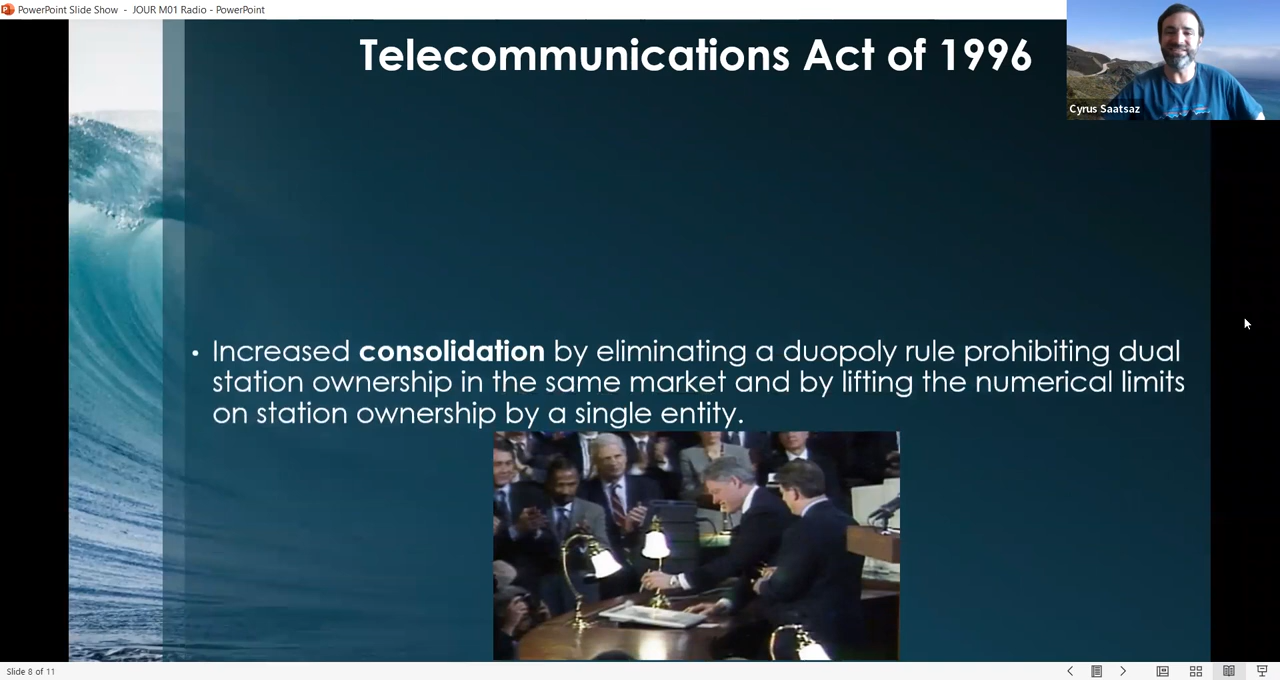 PowerPoint Slide Show - JOUR M01 Radio - PowerPoint
Telecommunications Act of 1996
Cyrus Saatsaz
• Increased consolidation by eliminating a duopoly rule prohibiting dual
station ownership in the same market and by lifting the numerical limits
on station ownership by a single entity.
Slide 8 of 11